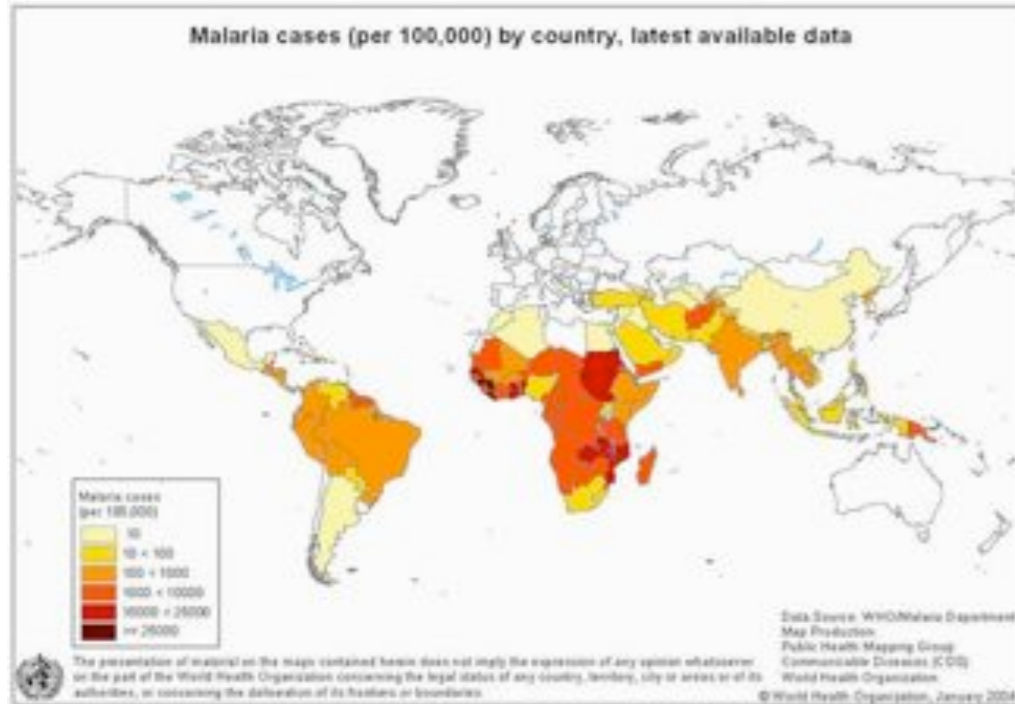 Malaria cases (per 100,000) by country, latest available data
Malaria cases
(per 100,000)
10
10 < 100
100 < 1000
1000 < 10000
10000 < 25000
>= 25000
Data Source: WHO/Malaria Department
Map Production:
Public Health Mapping Group
Communicable Diseases (CDS)
World Health Organization
The presentation of material on the maps contained herein does not imply the expression of any opinion whatsoever
on the part of the World Health Organization concerning the legal status of any country, territory, city or areas or of its
authorities, or concerning the delineation of its frontiers or boundaries.
© World Health Organization, January 2004